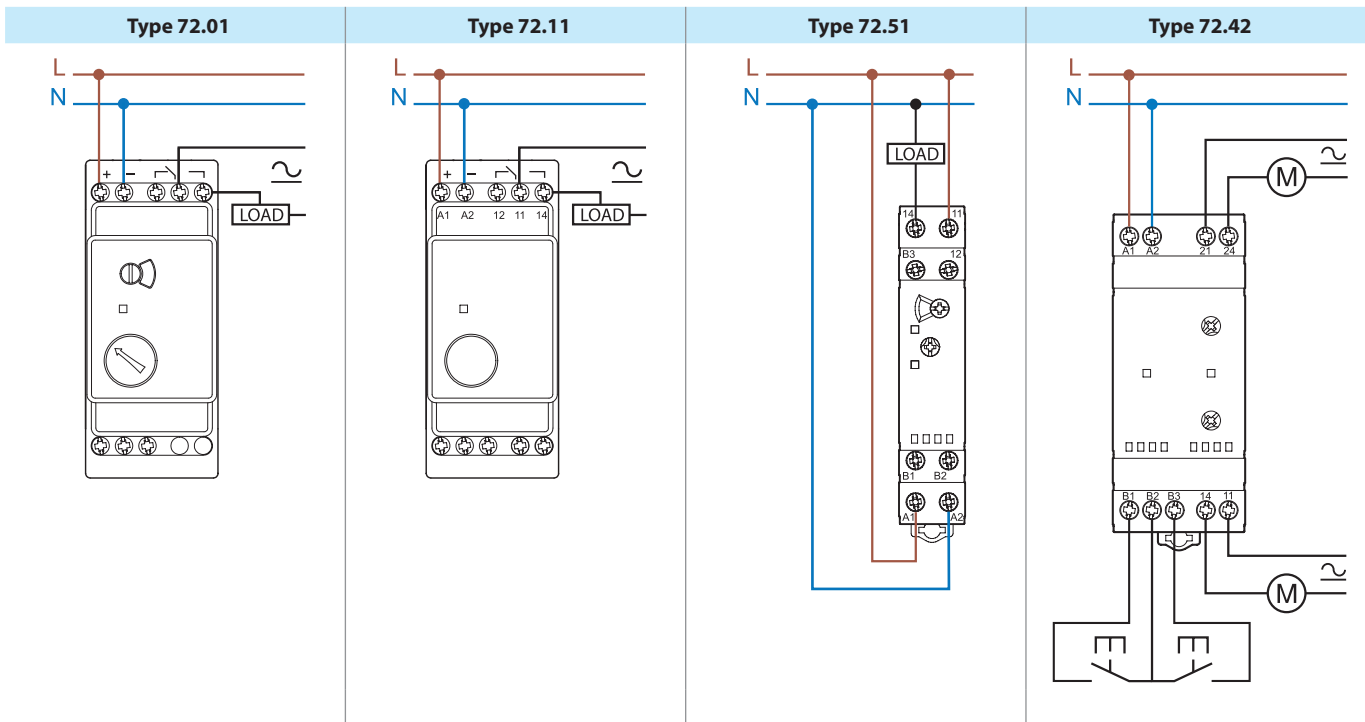 Type 72.01
Type 72.11
Type 72.51
Type 72.42
L
N
+ −
LOAD
L
N
+ −
A1 A2 12 11 14
LOAD
L
N
LOAD
14 11
B3 12
B1 B2
A1 A2
L
N
M
A1 A2 21 24
B1 B2 B3 14 11
M